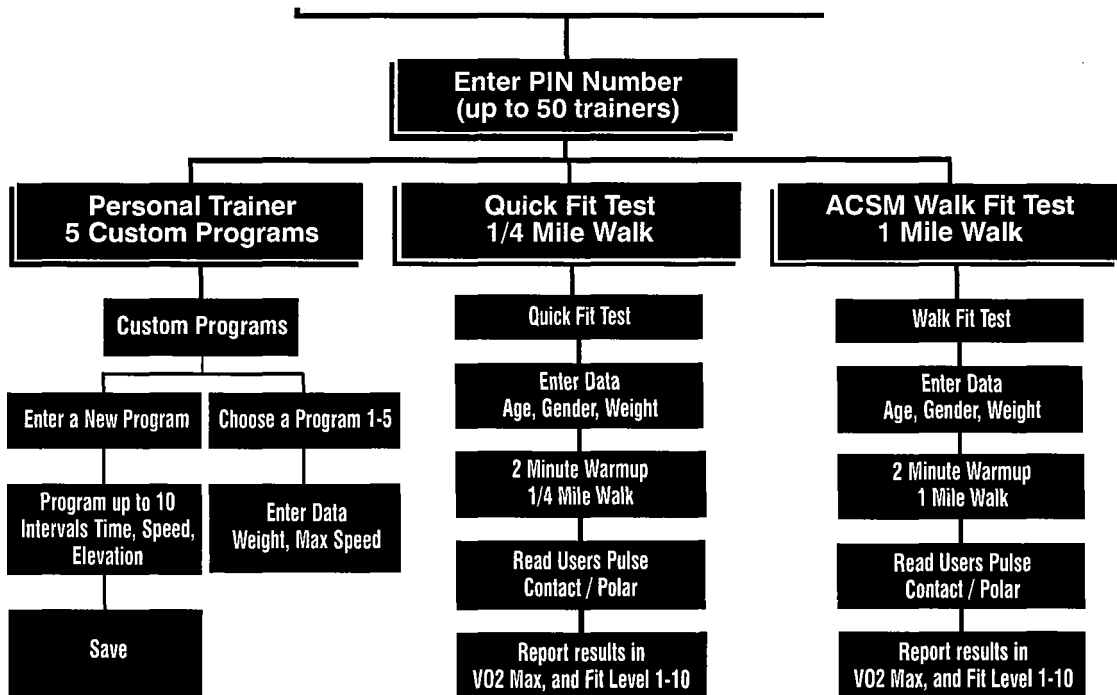 Enter PIN Number
(up to 50 trainers)
Personal Trainer
5 Custom Programs
Quick Fit Test
1/4 Mile Walk
ACSM Walk Fit Test
1 Mile Walk
Custom Programs
Enter a New Program
Choose a Program 1-5
Program up to 10
Intervals Time, Speed,
Elevation
Enter Data
Weight, Max Speed
Save
Quick Fit Test
Enter Data
Age, Gender, Weight
2 Minute Warmup
1/4 Mile Walk
Read Users Pulse
Contact / Polar
Report results in
VO2 Max, and Fit Level 1-10
Walk Fit Test
Enter Data
Age, Gender, Weight
2 Minute Warmup
1 Mile Walk
Read Users Pulse
Contact / Polar
Report results in
VO2 Max, and Fit Level 1-10